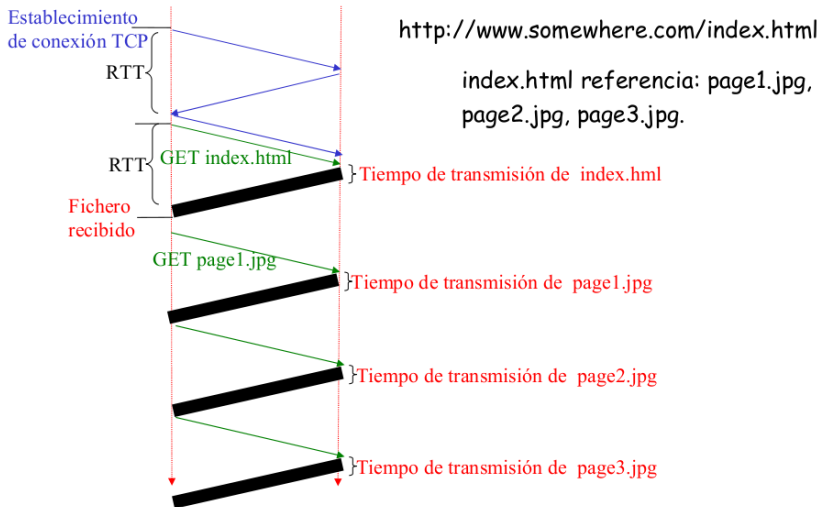 Establecimiento
de conexión TCP
http://www.somewhere.com/index.html
RTT
index.html referencia: page1.jpg,
page2.jpg, page3.jpg.
GET index.html
RTT
Tiempo de transmisión de index.hml
Fichero
recibido
GET page1.jpg
Tiempo de transmisión de page1.jpg
Tiempo de transmisión de page2.jpg
Tiempo de transmisión de page3.jpg